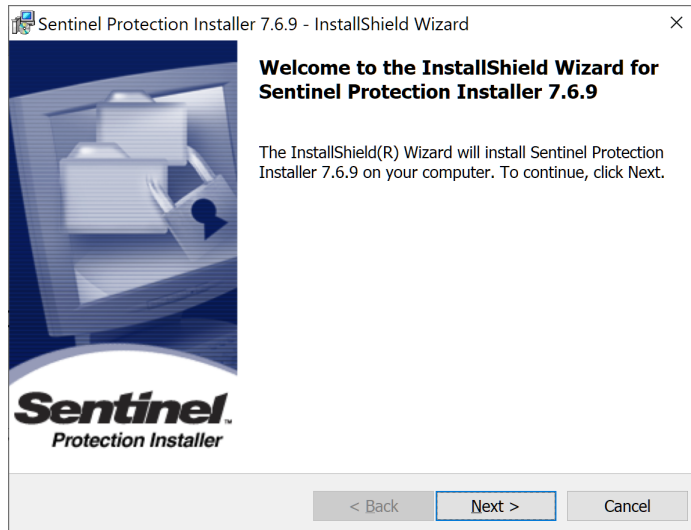 Sentinel Protection Installer 7.6.9 - InstallShield Wizard
Welcome to the InstallShield Wizard for
Sentinel Protection Installer 7.6.9
The InstallShield(R) Wizard will install Sentinel Protection
Installer 7.6.9 on your computer. To continue, click Next.
Sentinel™
Protection Installer
< Back
Next >
Cancel